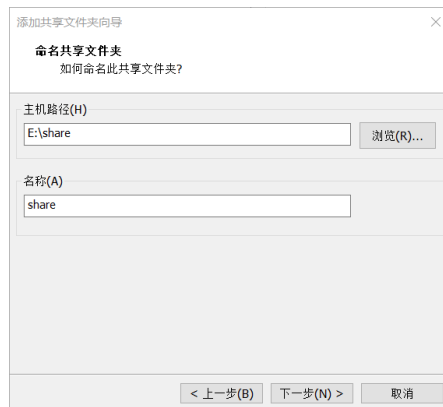 添加共享文件夹向导
命名共享文件夹
如何命名此共享文件夹?
主机路径(H)
E:\share
浏览(R)...
名称(A)
share
< 上一步(B)
下一步(N) >
取消